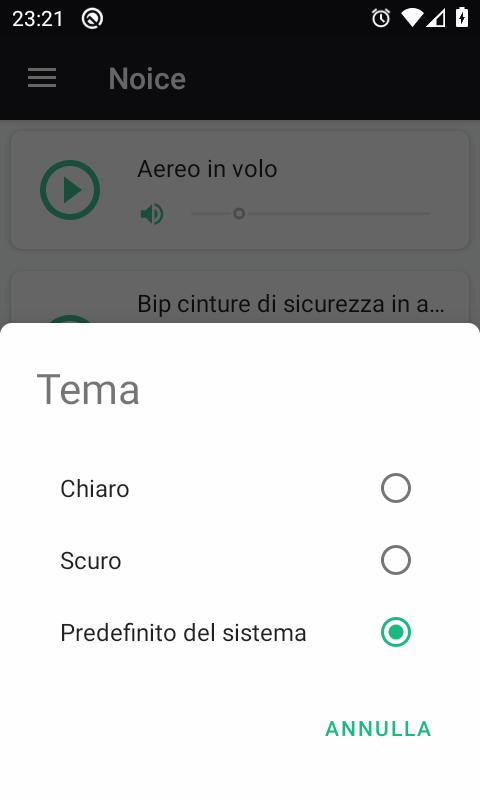 23:21
Noice
Aereo in volo
Bip cinture di sicurezza in a...
Tema
Chiaro
Scuro
Predefinito del sistema
ANNULLA